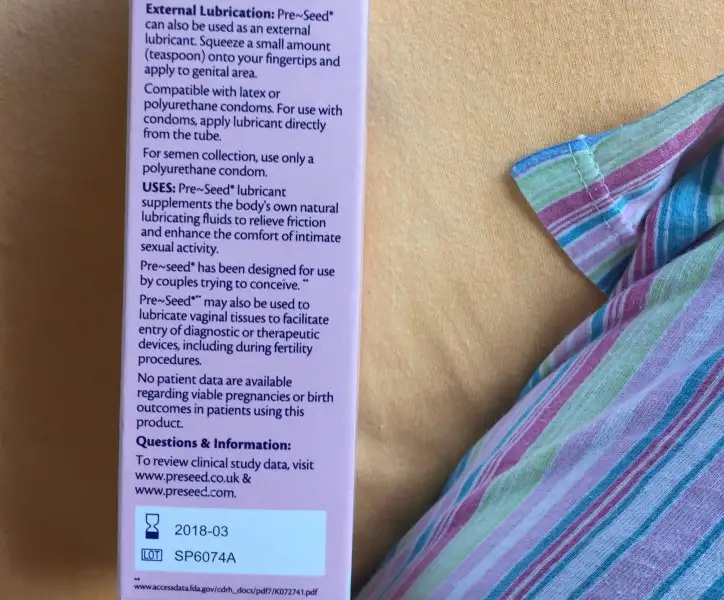 External Lubrication: Pre~Seed®
can also be used as an external
lubricant. Squeeze a small amount
(teaspoon) onto your fingertips and
apply to genital area.
Compatible with latex or
polyurethane condoms. For use with
condoms, apply lubricant directly
from the tube.
For semen collection, use only a
polyurethane condom.
USES: Pre~Seed® lubricant
supplements the body's own natural
lubricating fluids to relieve friction
and enhance the comfort of intimate
sexual activity.
Pre~seed® has been designed for use
by couples trying to conceive. **
Pre~Seed®** may also be used to
lubricate vaginal tissues to facilitate
entry of diagnostic or therapeutic
devices, including during fertility
procedures.
No patient data are available
regarding viable pregnancies or birth
outcomes in patients using this
product.
Questions & Information:
To review clinical study data, visit
www.preseed.co.uk &
www.preseed.com.
2018-03
LOT SP6074A
**
www.accessdata.fda.gov/cdrh_docs/pdf7/K072741.pdf